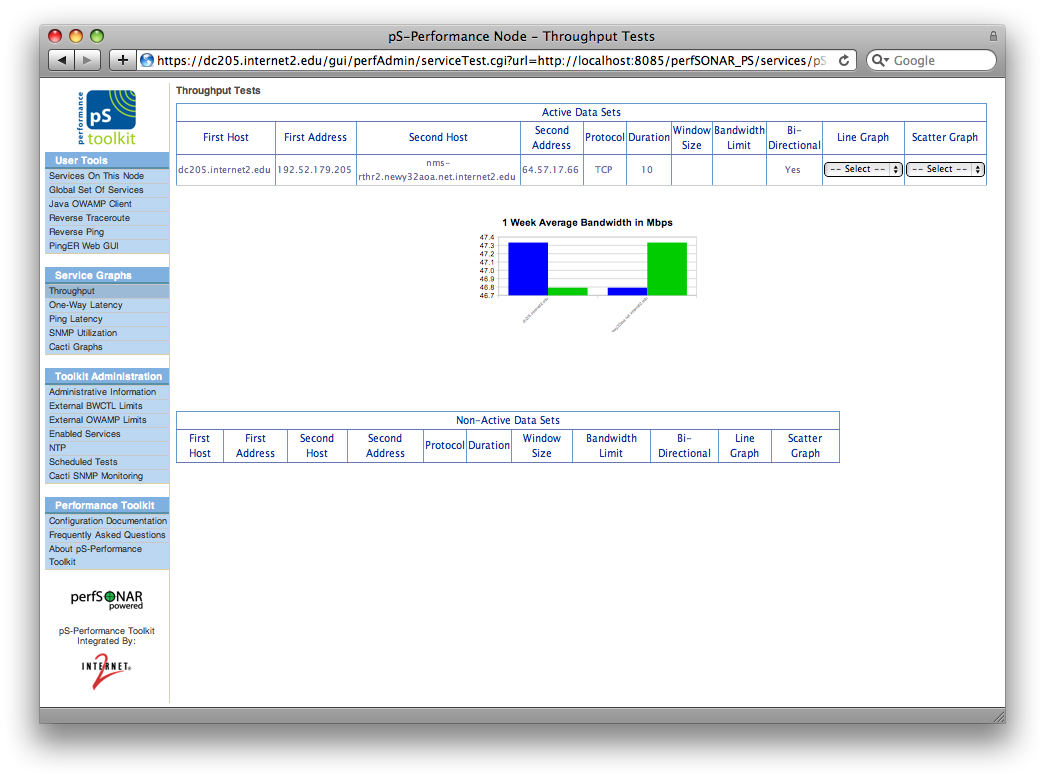 pS-Performance Node - Throughput Tests
https://dc205.internet2.edu/gui/perfAdmin/serviceTest.cgi?url=http://localhost:8085/perfSONAR_PS/services/pS
Google
performance
pS
toolkit
User Tools
Services On This Node
Global Set Of Services
Java OWAMP Client
Reverse Traceroute
Reverse Ping
PingER Web GUI
Service Graphs
Throughput
One-Way Latency
Ping Latency
SNMP Utilization
Cacti Graphs
Toolkit Administration
Administrative Information
External BWCTL Limits
External OWAMP Limits
Enabled Services
NTP
Scheduled Tests
Cacti SNMP Monitoring
Performance Toolkit
Configuration Documentation
Frequently Asked Questions
About pS-Performance
Toolkit
perfSONAR
powered
pS-Performance Toolkit
Integrated By:
INTERNET
2
Throughput Tests
Active Data Sets
First Host First Address Second Host Second Address Protocol Duration Window Size Bandwidth Limit Bi-Directional Line Graph Scatter Graph
dc205.internet2.edu 192.52.179.205 nms-rthr2.newy32aoa.net.internet2.edu 64.57.17.66 TCP 10 Yes -- Select -- -- Select --
1 Week Average Bandwidth in Mbps
47.4
47.3
47.2
47.1
47.0
46.9
46.8
46.7
dc205.internet2.edu
Non-Active Data Sets
First Host First Address Second Host Second Address Protocol Duration Window Size Bandwidth Limit Bi-Directional Line Graph Scatter Graph